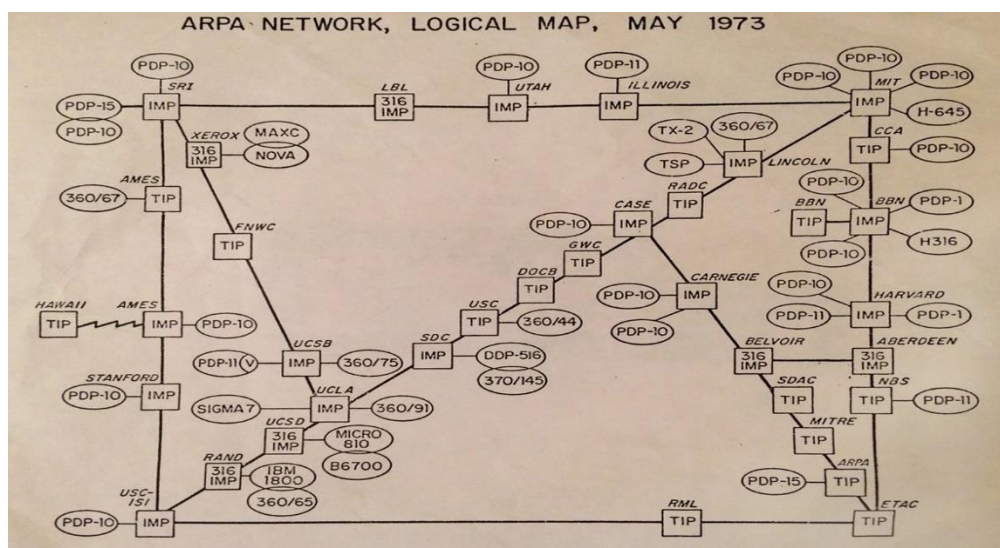 ARPA NETWORK, LOGICAL MAP, MAY 1973
PDP-10
SRI
IMP
PDP-15
PDP-10
LBL
316
IMP
PDP-10
UTAH
IMP
PDP-11
ILLINOIS
IMP
PDP-10
PDP-10
MIT
PDP-10
IMP
H-645
XEROX
316
IMP
MAXC
NOVA
TX-2
360/67
TSP
IMP
LINCOLN
CCA
TIP
PDP-10
AMES
360/67
TIP
RADC
TIP
PDP-10
BBN
TIP
BBN
IMP
PDP-1
H316
PDP-10
FNWC
TIP
CASE
PDP-10
IMP
GWC
TIP
DOCB
TIP
CARNEGIE
PDP-10
IMP
PDP-10
HAWAII
TIP
AMES
IMP
PDP-10
USC
TIP
360/44
PDP-10
HARVARD
PDP-11
IMP
PDP-1
UCSB
PDP-11 V
IMP
360/75
SDC
IMP
DDP-516
370/145
BELVOIR
316
IMP
ABERDEEN
316
IMP
STANFORD
PDP-10
IMP
UCLA
SIGMA 7
IMP
360/91
SDAC
TIP
NBS
TIP
PDP-11
UCSD
316
IMP
MICRO
810
B6700
MITRE
TIP
RAND
316
IMP
IBM
1800
360/65
ARPA
PDP-15
TIP
USC-
ISI
PDP-10
IMP
RML
TIP
ETAC
TIP